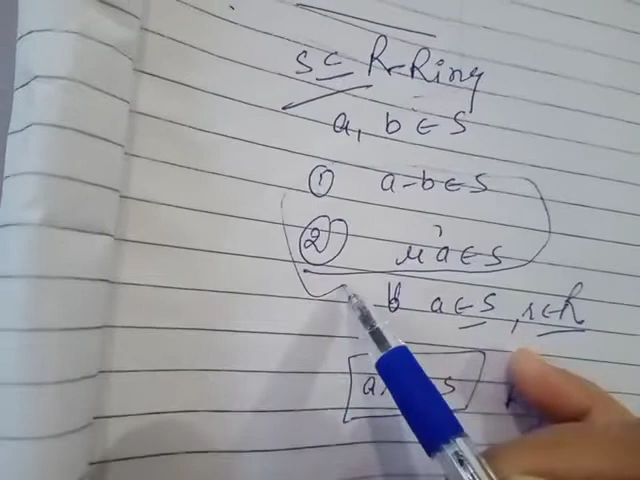 S ⊆ R-Ring
a, b ∈ S
① a-b ∈ S
② ra ∈ S
∀ a ∈ S, r ∈ R
a s